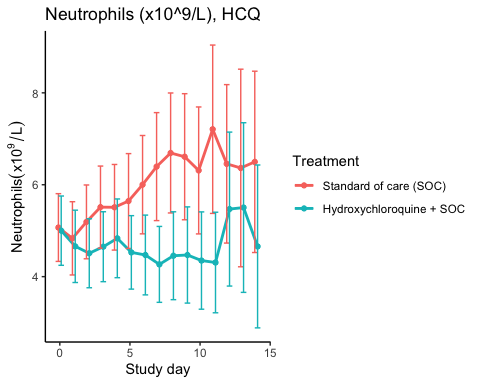 Neutrophils (x10^9/L), HCQ
Neutrophils(x10⁹/L)
8
6
4
0
5
10
15
Study day
Treatment
Standard of care (SOC)
Hydroxychloroquine + SOC